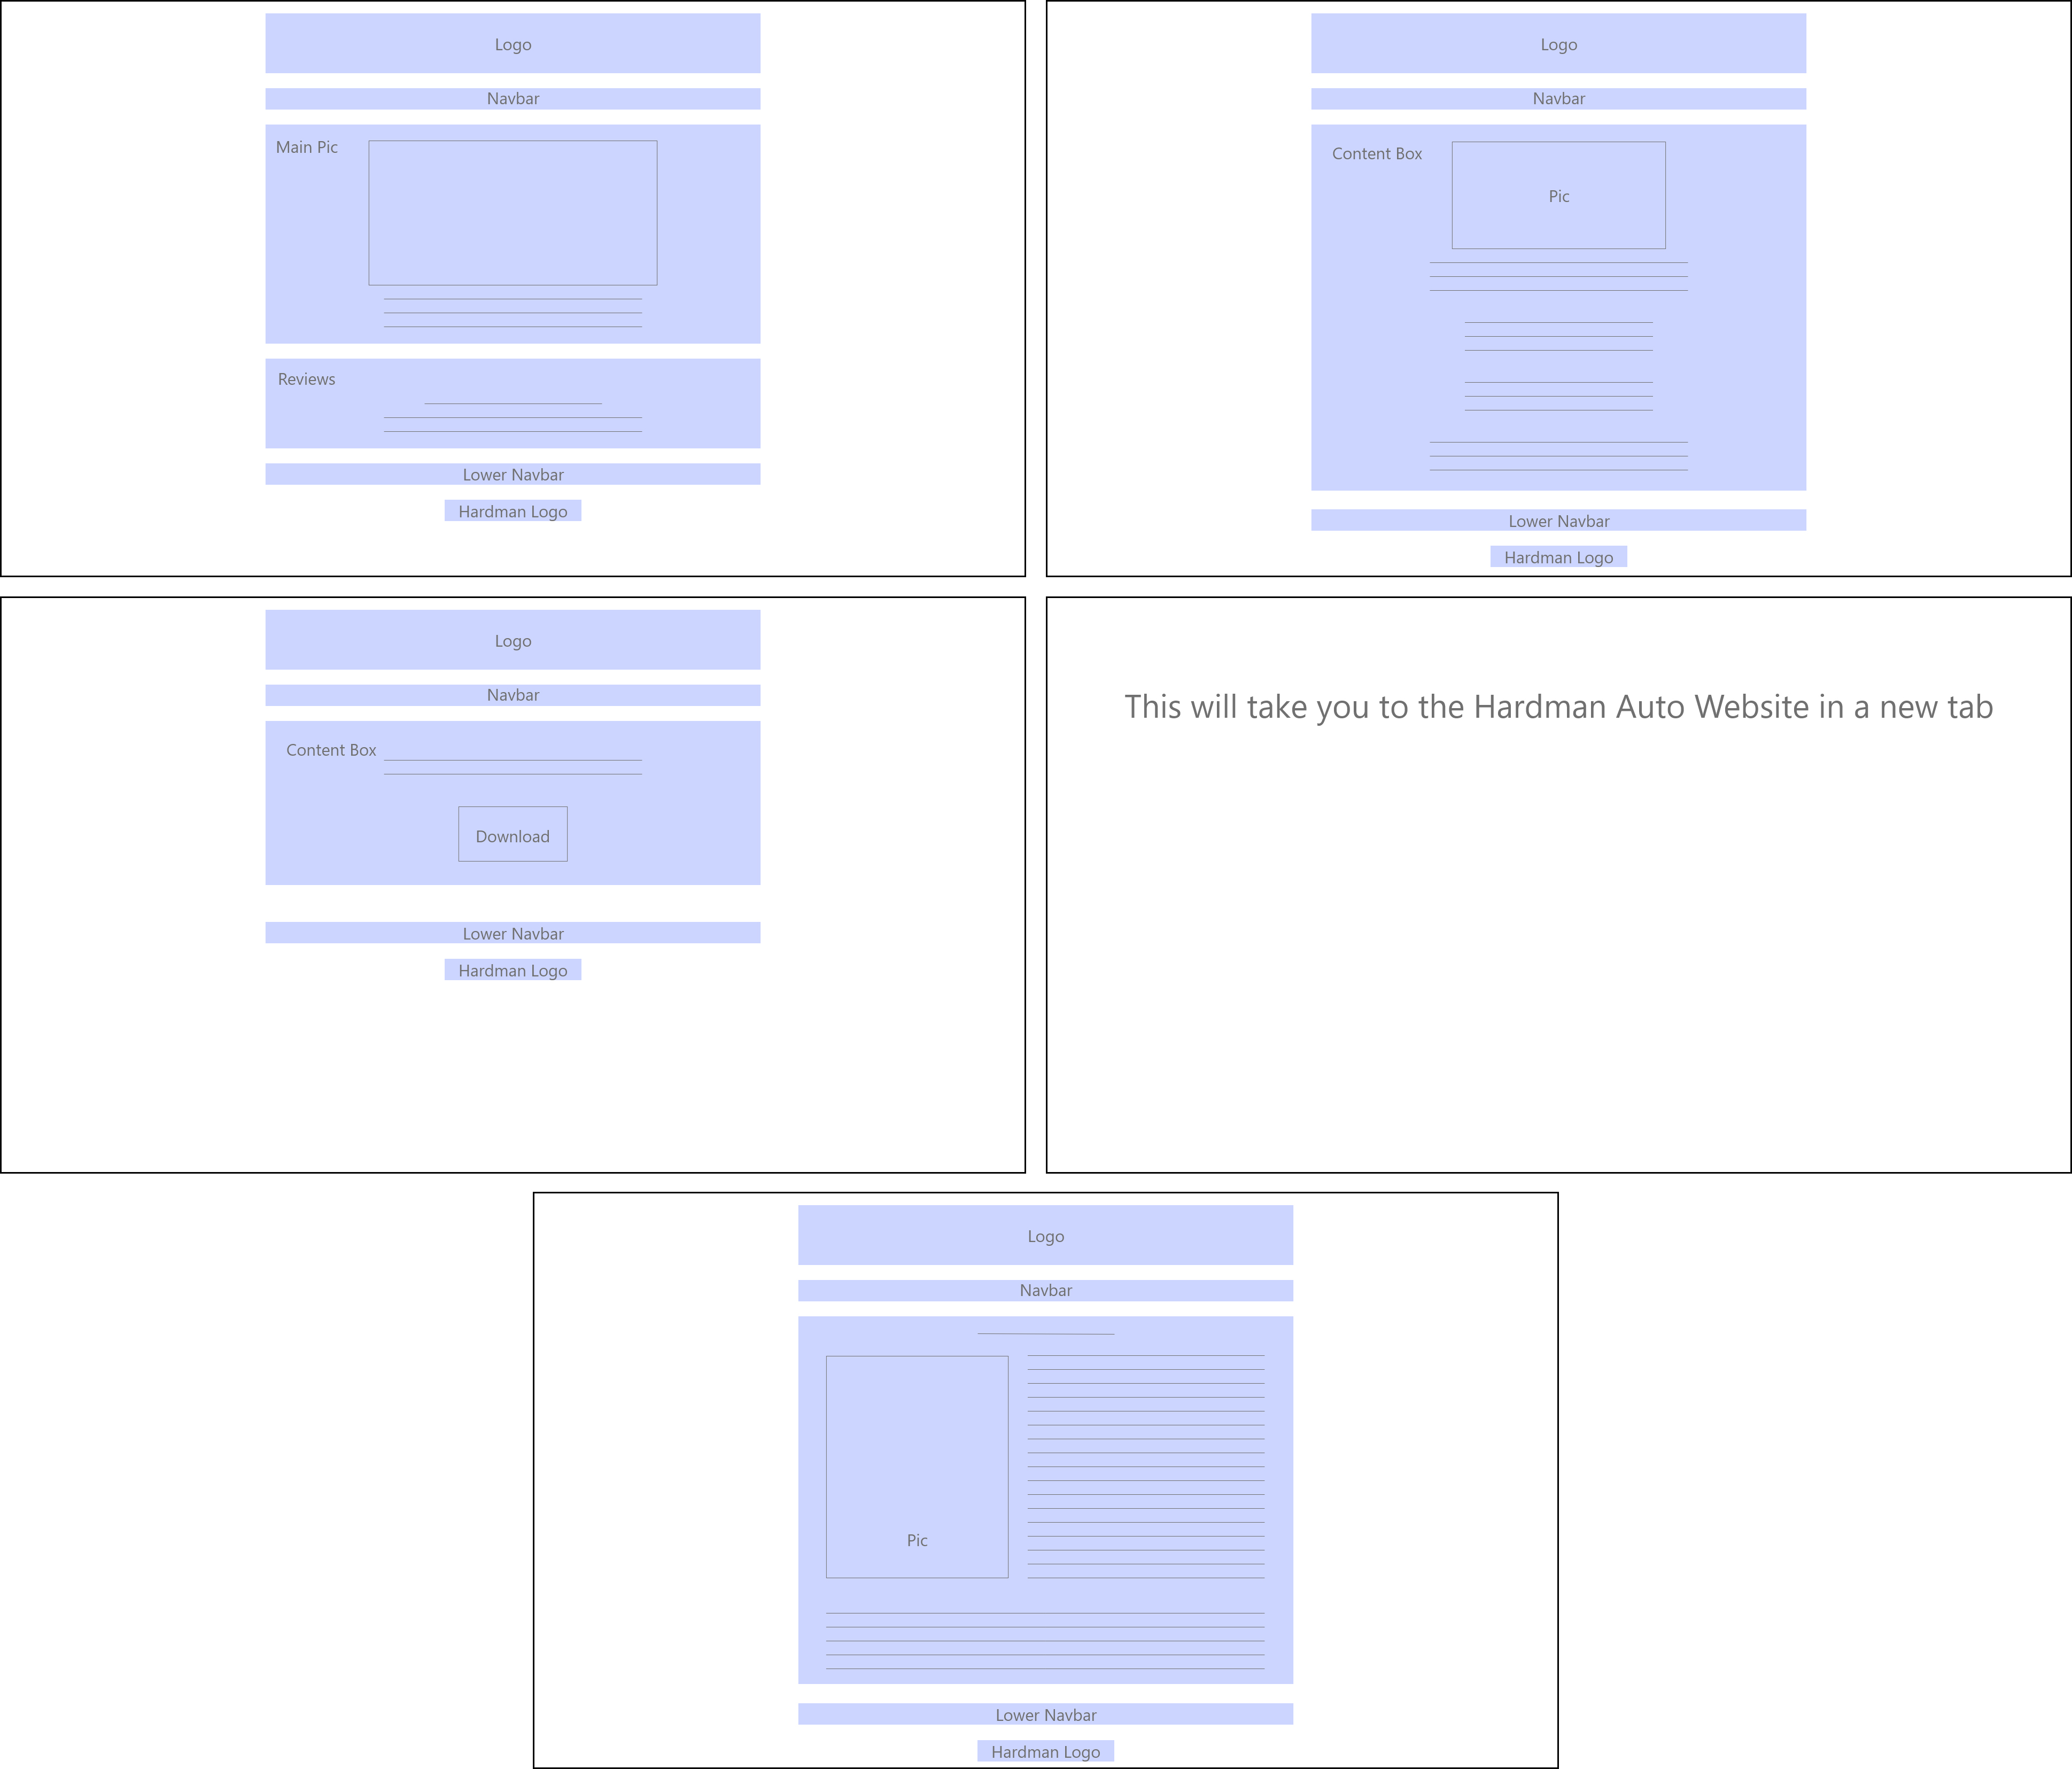 Logo
Navbar
Main Pic
Reviews
Lower Navbar
Hardman Logo
Logo
Navbar
Content Box
Pic
Lower Navbar
Hardman Logo
Logo
Navbar
Content Box
Download
Lower Navbar
Hardman Logo
This will take you to the Hardman Auto Website in a new tab
Logo
Navbar
Pic
Lower Navbar
Hardman Logo